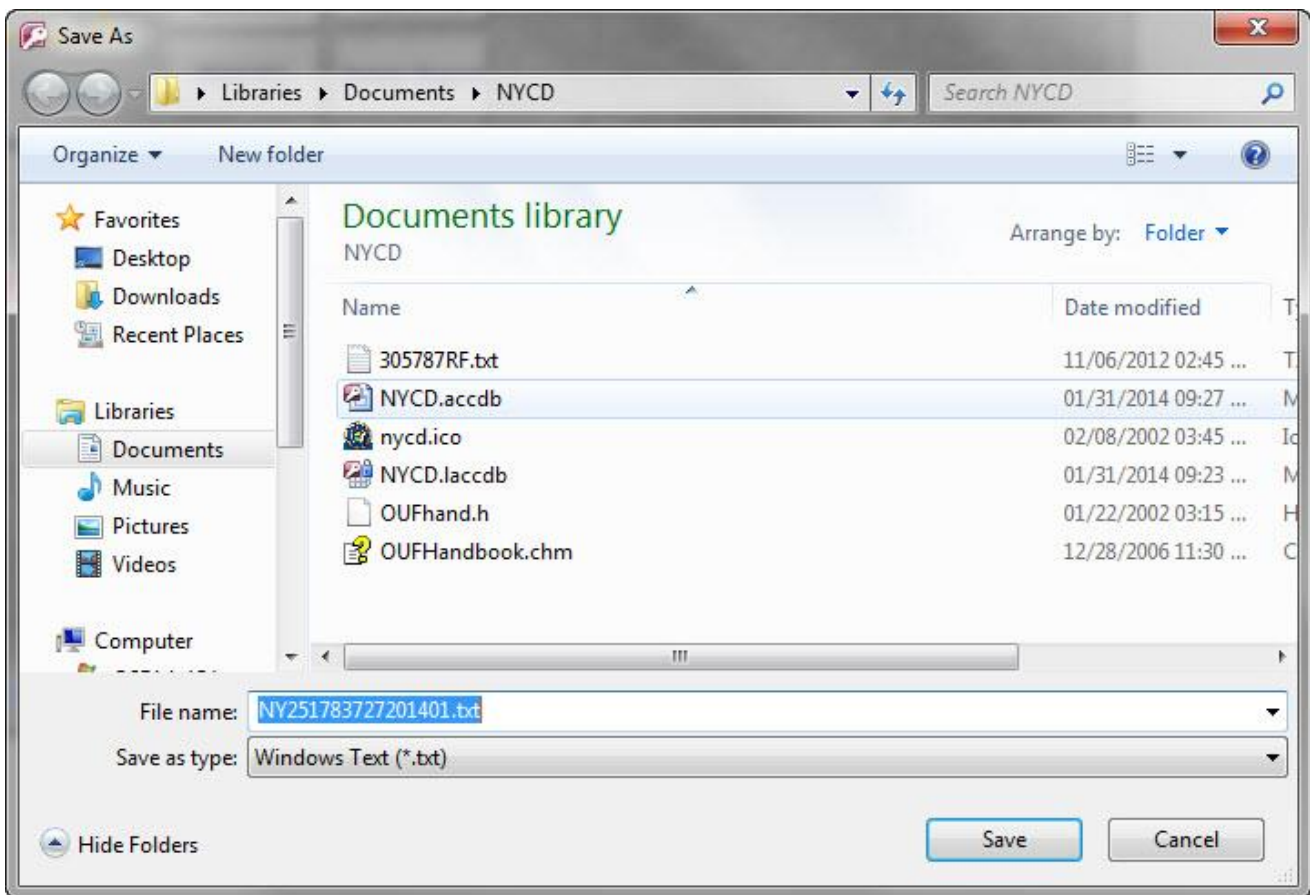 Save As
Libraries Documents NYCD Search NYCD
Organize New folder
Favorites
Desktop
Downloads
Recent Places
Libraries
Documents
Music
Pictures
Videos
Computer
Documents library
NYCD
Arrange by: Folder
Name Date modified
305787RF.txt 11/06/2012 02:45 ...
NYCD.accdb 01/31/2014 09:27 ...
nycd.ico 02/08/2002 03:45 ...
NYCD.laccdb 01/31/2014 09:23 ...
OUFhand.h 01/22/2002 03:15 ...
OUFHandbook.chm 12/28/2006 11:30 ...
File name: NY251783727201401.txt
Save as type: Windows Text (*.txt)
Hide Folders Save Cancel